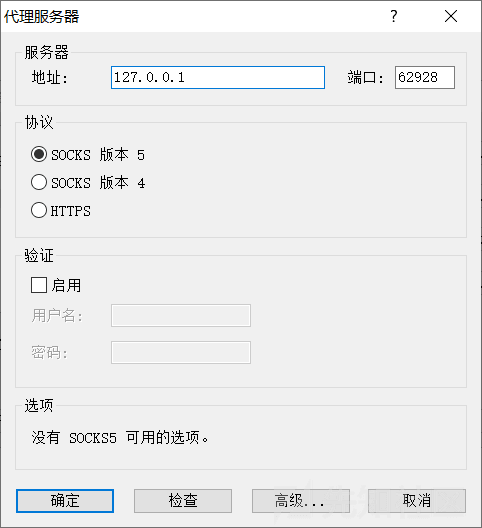 代理服务器 ?
服务器
地址: 127.0.0.1 端口: 62928
协议
SOCKS 版本 5
SOCKS 版本 4
HTTPS
验证
启用
用户名:
密码:
选项
没有 SOCKS5 可用的选项。
确定 检查 高级... 取消